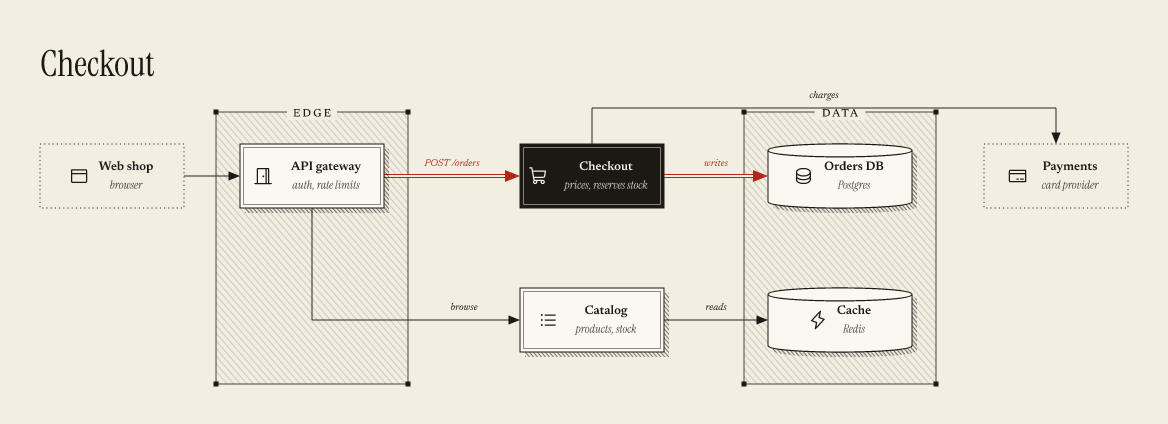 Checkout
charges
EDGE
DATA
Web shop
browser
API gateway
auth, rate limits
POST /orders
Checkout
prices, reserves stock
writes
Orders DB
Postgres
Payments
card provider
browse
Catalog
products, stock
reads
Cache
Redis